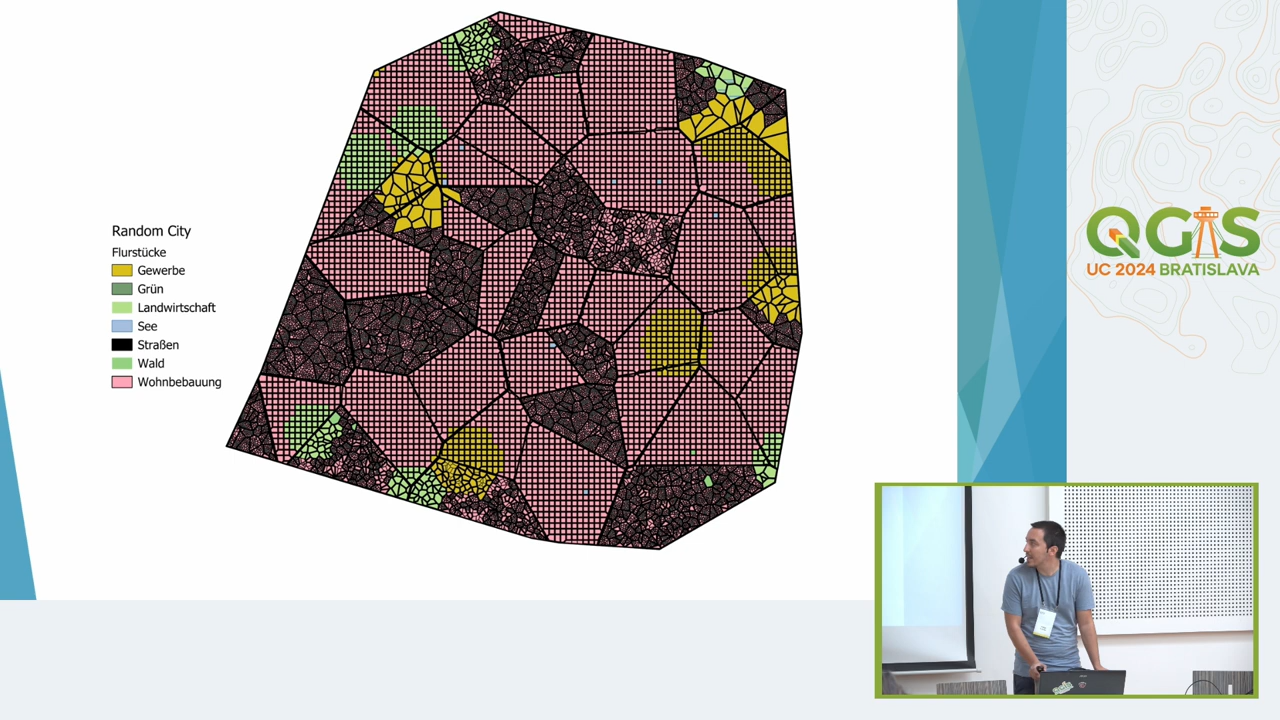 Random City
Flurstücke
Gewerbe
Grün
Landwirtschaft
See
Straßen
Wald
Wohnbebauung
QGIS
UC 2024 BRATISLAVA